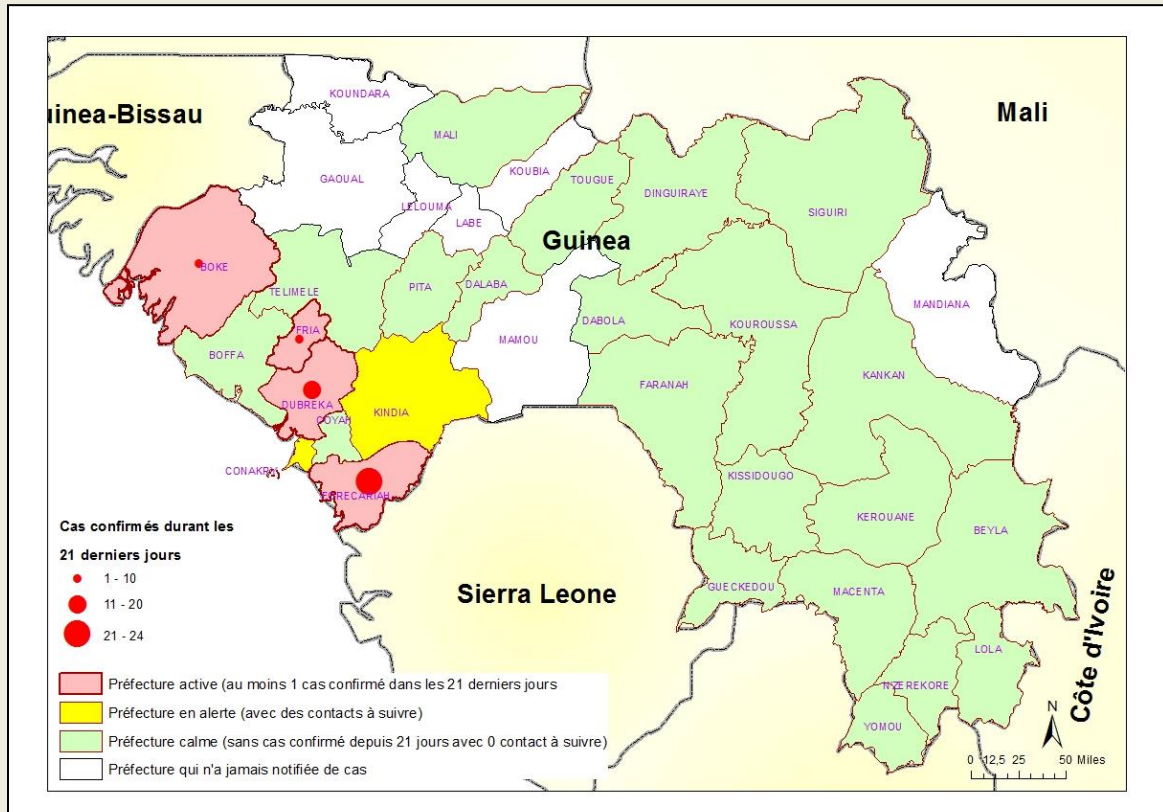 KOUNDARA
uinea-Bissau
Mali
MALI
KOUBIA
GAOUAL
TOUGUE
DINGUIRAYE
LELOUMA
LABE
SIGUIRI
Guinea
BOKE
TELIMELE
PITA
DALABA
MANDIANA
DABOLA
KOUROUSSA
FRIA
MAMOU
BOFFA
KANKAN
FARANAH
DUBREKA
KINDIA
COYAH
CONAKRY
KISSIDOUGO
FORECARIAH
KEROUANE
BEYLA
Cas confirmés durant les
21 derniers jours
1 - 10
11 - 20
21 - 24
Sierra Leone
GUECKEDOU
MACENTA
LOLA
Côte d'Ivoire
N'ZEREKORE
YOMOU
N
0 12,5 25 50 Miles
Préfecture active (au moins 1 cas confirmé dans les 21 derniers jours
Préfecture en alerte (avec des contacts à suivre)
Préfecture calme (sans cas confirmé depuis 21 jours avec 0 contact à suivre)
Préfecture qui n'a jamais notifiée de cas